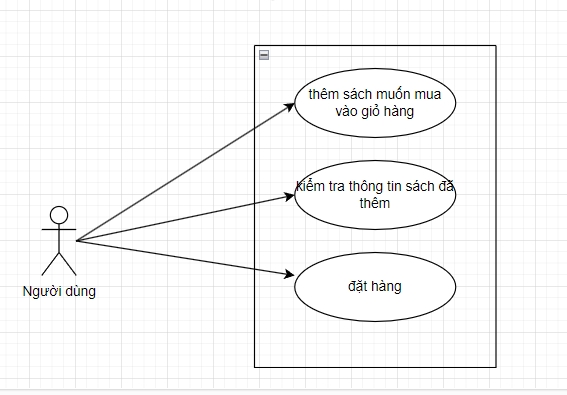 thêm sách muốn mua
vào giỏ hàng
kiểm tra thông tin sách đã
thêm
đặt hàng
Người dùng